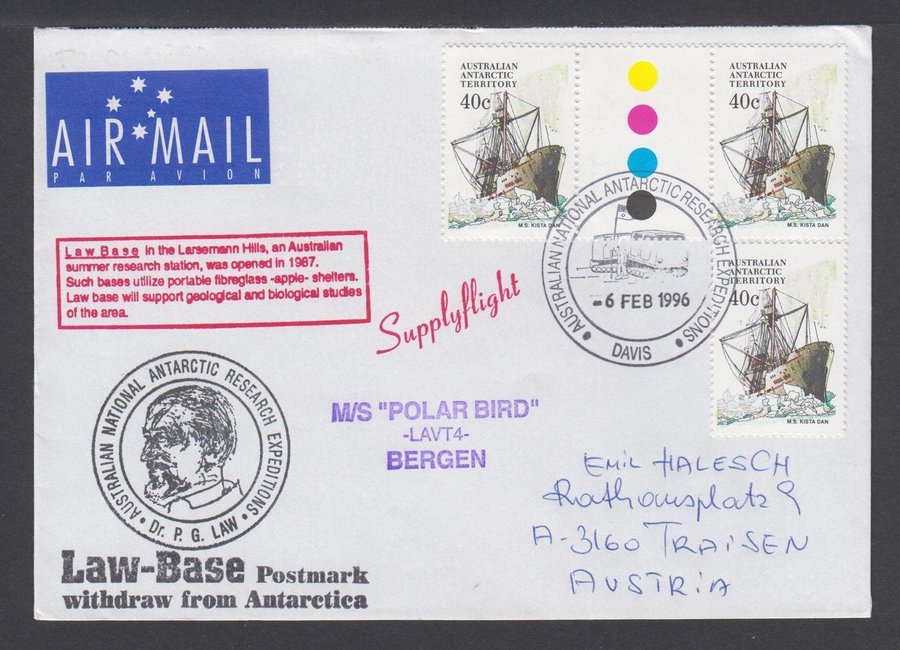 AIR MAIL
PAR AVION
AUSTRALIAN
ANTARCTIC
TERRITORY
40c
M.S. KISTA DAN
AUSTRALIAN
ANTARCTIC
TERRITORY
40c
M.S. KISTA DAN
AUSTRALIAN
ANTARCTIC
TERRITORY
40c
M.S. KISTA DAN
• AUSTRALIAN NATIONAL ANTARCTIC RESEARCH EXPEDITIONS •
-6 FEB 1996
DAVIS
Law Base in the Larsemann Hills, an Australian
summer research station, was opened in 1987.
Such bases utilize portable fibreglass -apple- shelters.
Law base will support geological and biological studies
of the area.
Supplyflight
AUSTRALIAN NATIONAL ANTARCTIC RESEARCH EXPEDITIONS
• Dr. P. G. LAW •
M/S "POLAR BIRD"
-LAVT4-
BERGEN
EMIL HALESCH
Rathausplatz 9
A-3160 TRAISEN
AUSTRIA
Law-Base Postmark
withdraw from Antarctica